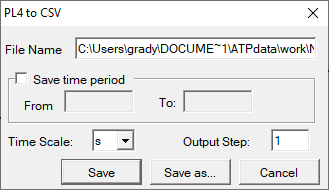 PL4 to CSV
File Name C:\Users\grady\DOCUME~1\ATPdata\work\N
Save time period
From To:
Time Scale: s Output Step: 1
Save Save as... Cancel